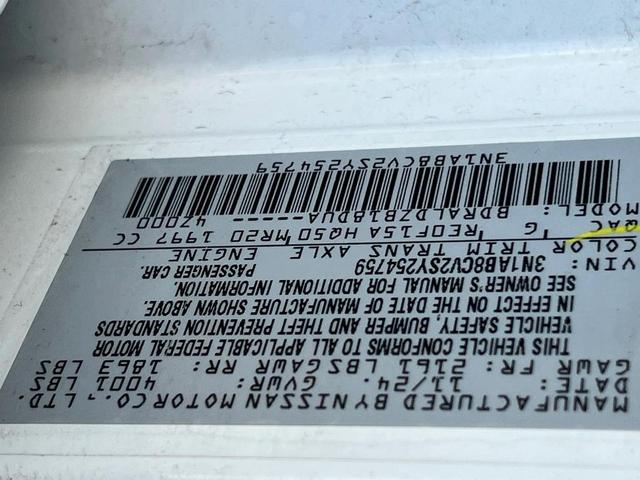 MANUFACTURED BY NISSAN MOTOR CO., LTD.
DATE: 11/24 GVWR: 4001 LBS
GAWR FR: 2161 LBS GAWR RR: 1863 LBS
THIS VEHICLE CONFORMS TO ALL APPLICABLE FEDERAL MOTOR
VEHICLE SAFETY, BUMPER AND THEFT PREVENTION STANDARDS
IN EFFECT ON THE DATE OF MANUFACTURE SHOWN ABOVE.
SEE OWNER'S MANUAL FOR ADDITIONAL INFORMATION.
VIN: 3N1AB8CV2SY254759 PASSENGER CAR.
COLOR TRIM TRANS AXLE ENGINE
QAC G RE0F15A HQ50 MR20 1997 CC
MODEL: BDRALDZB18DUA----- 4Z000
3N1AB8CV2SY254759